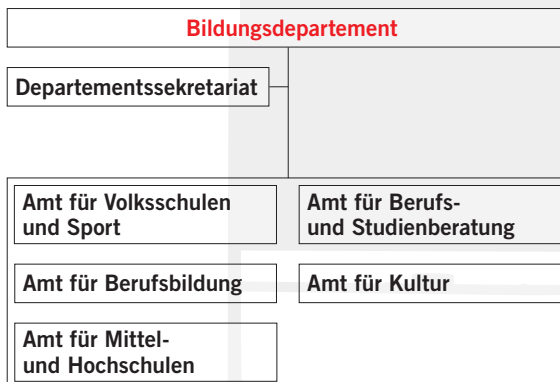 Bildungsdepartement
Departementssekretariat
Amt für Volksschulen
und Sport
Amt für Berufs-
und Studienberatung
Amt für Berufsbildung
Amt für Kultur
Amt für Mittel-
und Hochschulen